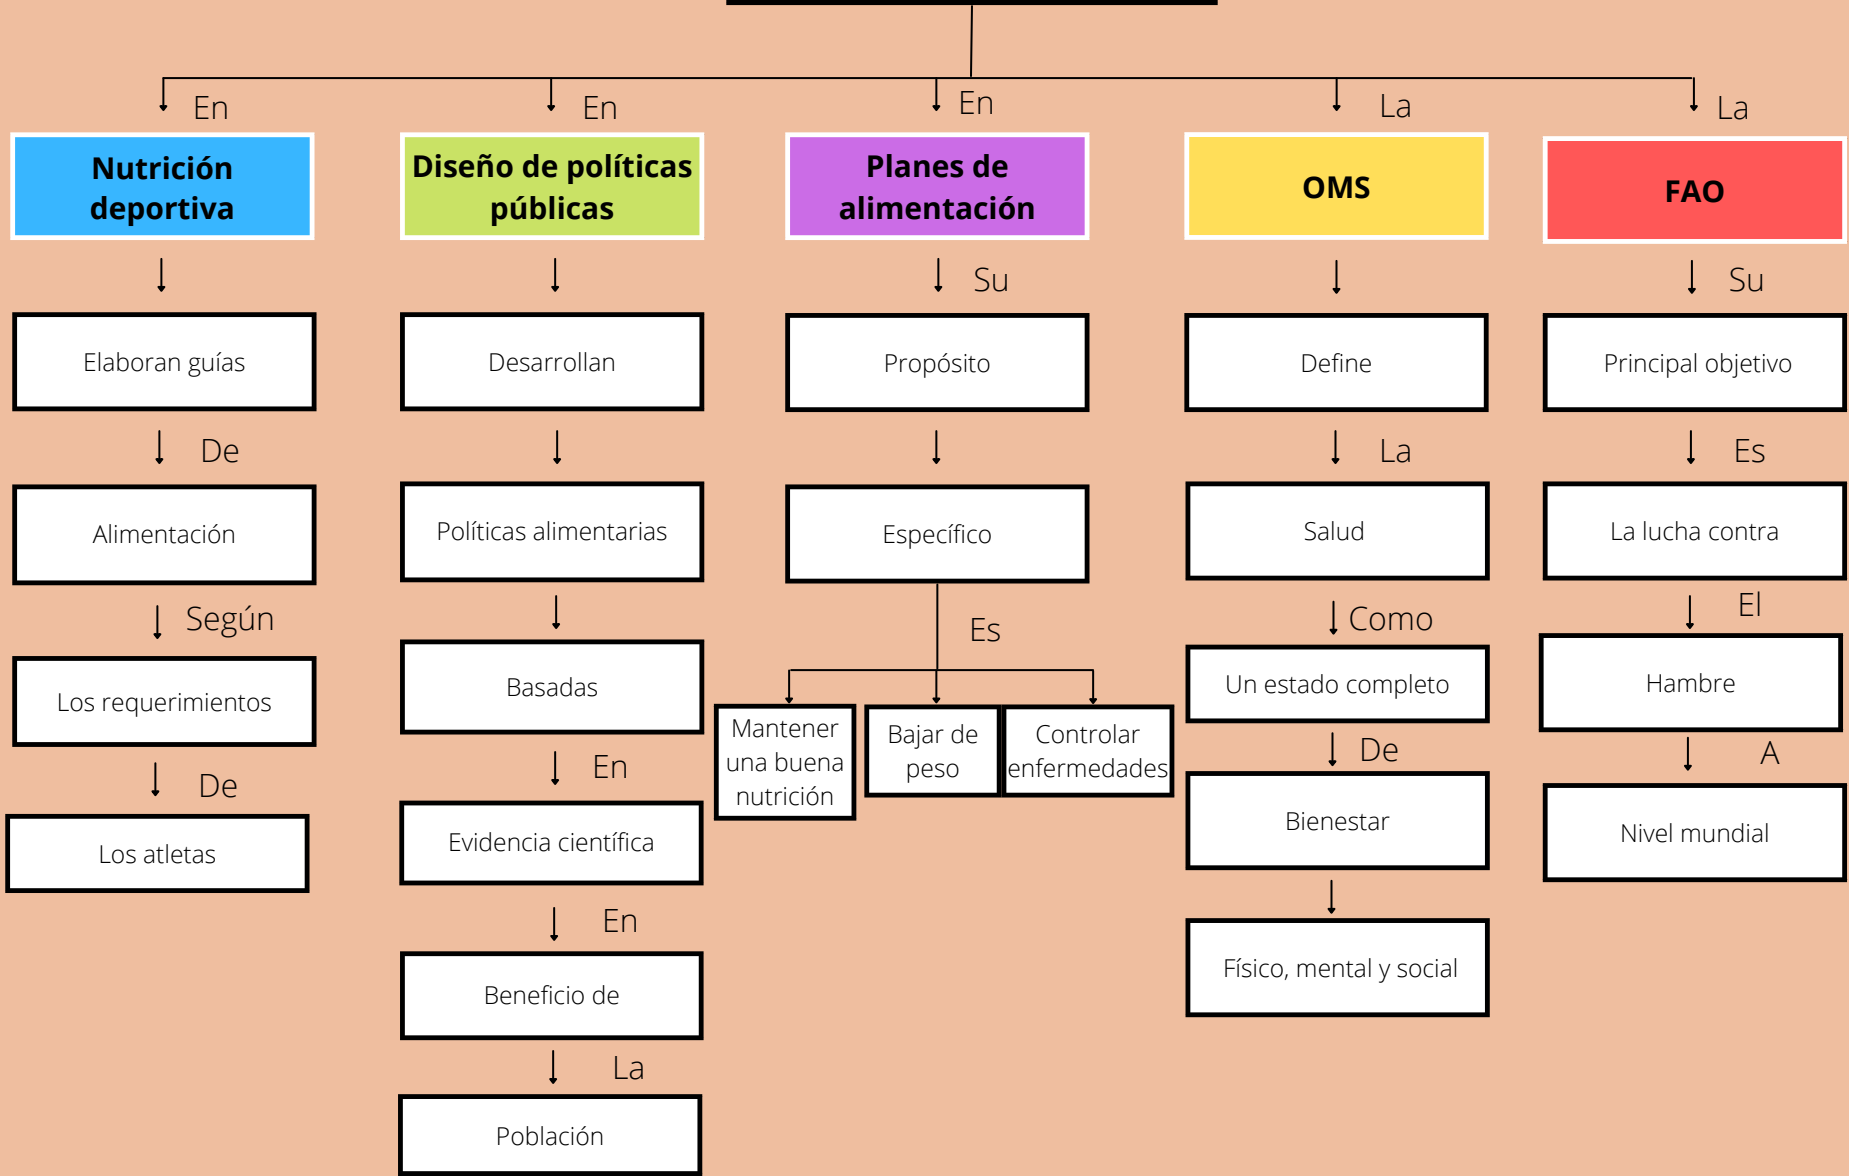 En
Nutrición
deportiva
Elaboran guías
De
Alimentación
Según
Los requerimientos
De
Los atletas
En
Diseño de políticas
públicas
Desarrollan
Políticas alimentarias
Basadas
En
Evidencia científica
En
Beneficio de
La
Población
En
Planes de
alimentación
Su
Propósito
Específico
Es
Mantener
una buena
nutrición
Bajar de
peso
Controlar
enfermedades
La
OMS
Define
La
Salud
Como
Un estado completo
De
Bienestar
Físico, mental y social
La
FAO
Su
Principal objetivo
Es
La lucha contra
El
Hambre
A
Nivel mundial